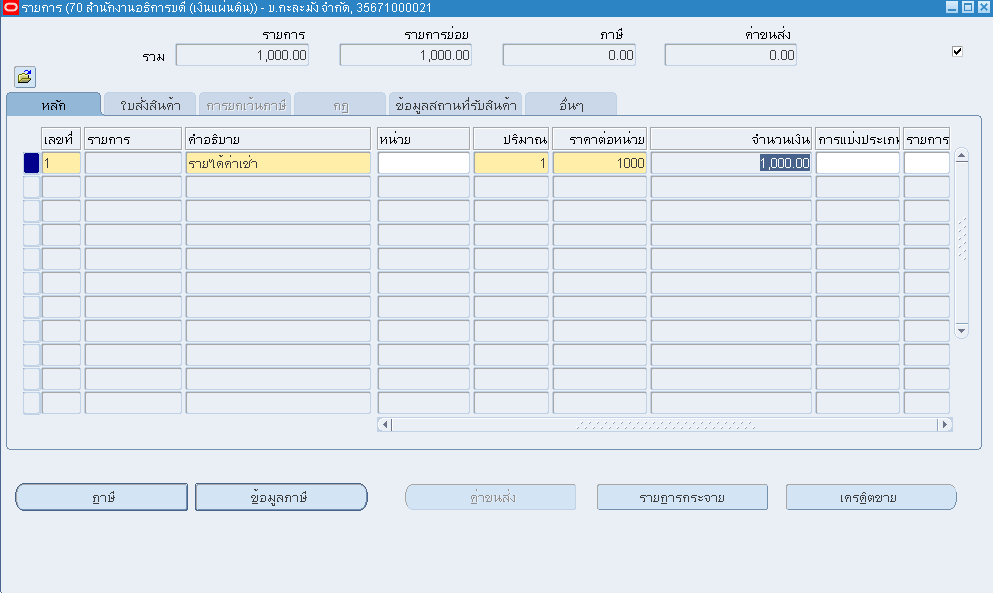 รายการ (70 สำนักงานอธิการบดี (เงินแผ่นดิน)) - บ.กะละมัง จำกัด, 35671000021
รายการ รายการย่อย ภาษี ค่าขนส่ง
รวม 1,000.00 1,000.00 0.00 0.00
หลัก ใบสั่งสินค้า การยกเว้นภาษี กฎ ข้อมูลสถานที่รับสินค้า อื่นๆ
เลขที่ รายการ คำอธิบาย หน่วย ปริมาณ ราคาต่อหน่วย จำนวนเงิน การแบ่งประเภท รายการ
1 รายได้ค่าเช่า 1 1000 1,000.00
ภาษี ข้อมูลภาษี ค่าขนส่ง รายการกระจาย เครดิตขาย